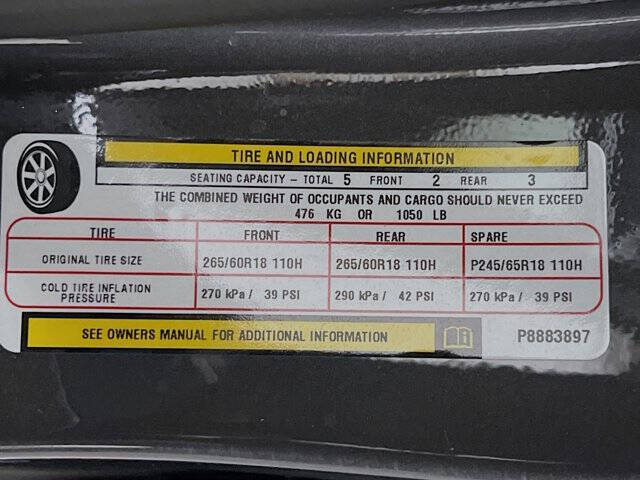 TIRE AND LOADING INFORMATION
SEATING CAPACITY – TOTAL 5 FRONT 2 REAR 3
THE COMBINED WEIGHT OF OCCUPANTS AND CARGO SHOULD NEVER EXCEED
476 KG OR 1050 LB
TIRE FRONT REAR SPARE
ORIGINAL TIRE SIZE 265/60R18 110H 265/60R18 110H P245/65R18 110H
COLD TIRE INFLATION
PRESSURE 270 kPa / 39 PSI 290 kPa / 42 PSI 270 kPa / 39 PSI
SEE OWNERS MANUAL FOR ADDITIONAL INFORMATION P8883897